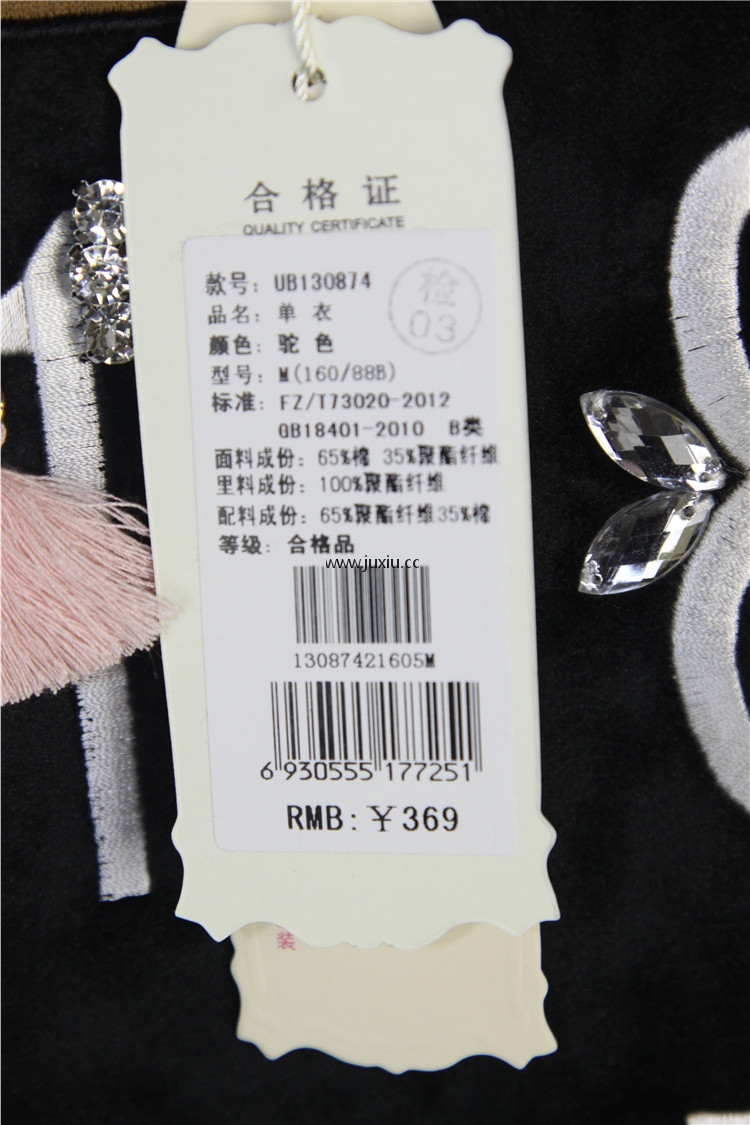 合格证
QUALITY CERTIFICATE
款号: UB130874
检
03
品名: 单衣
颜色: 驼色
型号: M(160/88B)
标准: FZ/T73020-2012
GB18401-2010 B类
面料成份: 65%棉 35%聚酯纤维
里料成份: 100%聚酯纤维
配料成份: 65%聚酯纤维35%棉
等级: 合格品
www.juxiu.cc
13087421605M
6 930555 177251
RMB: ¥369
装